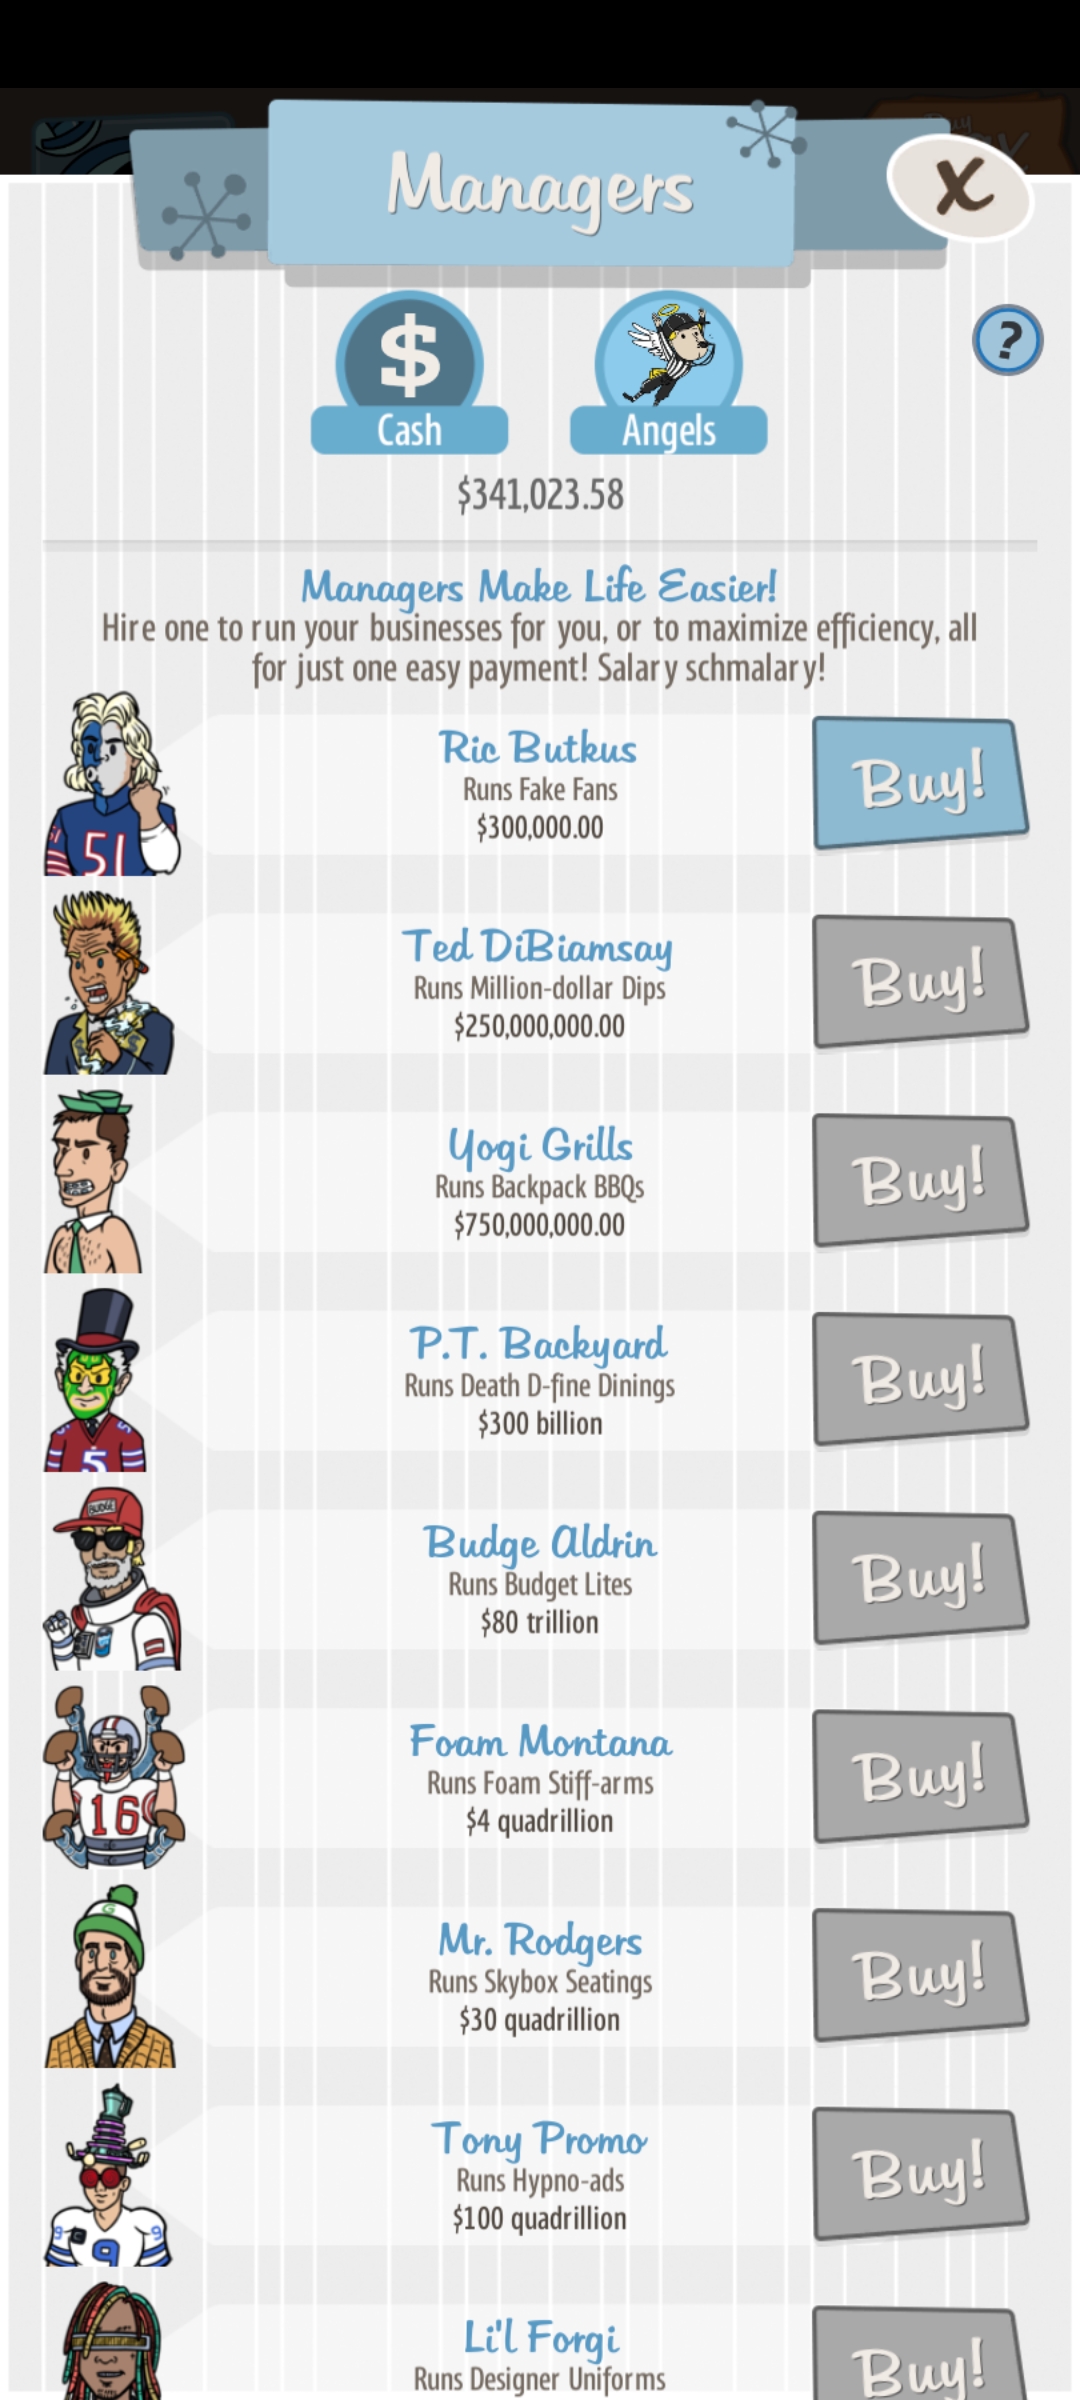 Managers
X
$
?
Cash
Angels
$341,023.58
Managers Make Life Easier!
Hire one to run your businesses for you, or to maximize efficiency, all
for just one easy payment! Salary schmalary!
Ric Butkus
Runs Fake Fans
$300,000.00
Buy!
51
Ted DiBiamsay
Runs Million-dollar Dips
$250,000,000.00
Buy!
Yogi Grills
Runs Backpack BBQs
$750,000,000.00
Buy!
P.T. Backyard
Runs Death D-fine Dinings
$300 billion
Buy!
5
BUDGE
Budge Aldrin
Runs Budget Lites
$80 trillion
Buy!
Foam Montana
Runs Foam Stiff-arms
$4 quadrillion
Buy!
16
G
Mr. Rodgers
Runs Skybox Seatings
$30 quadrillion
Buy!
Tony Promo
Runs Hypno-ads
$100 quadrillion
Buy!
9
Li'l Forgi
Runs Designer Uniforms
Buy!